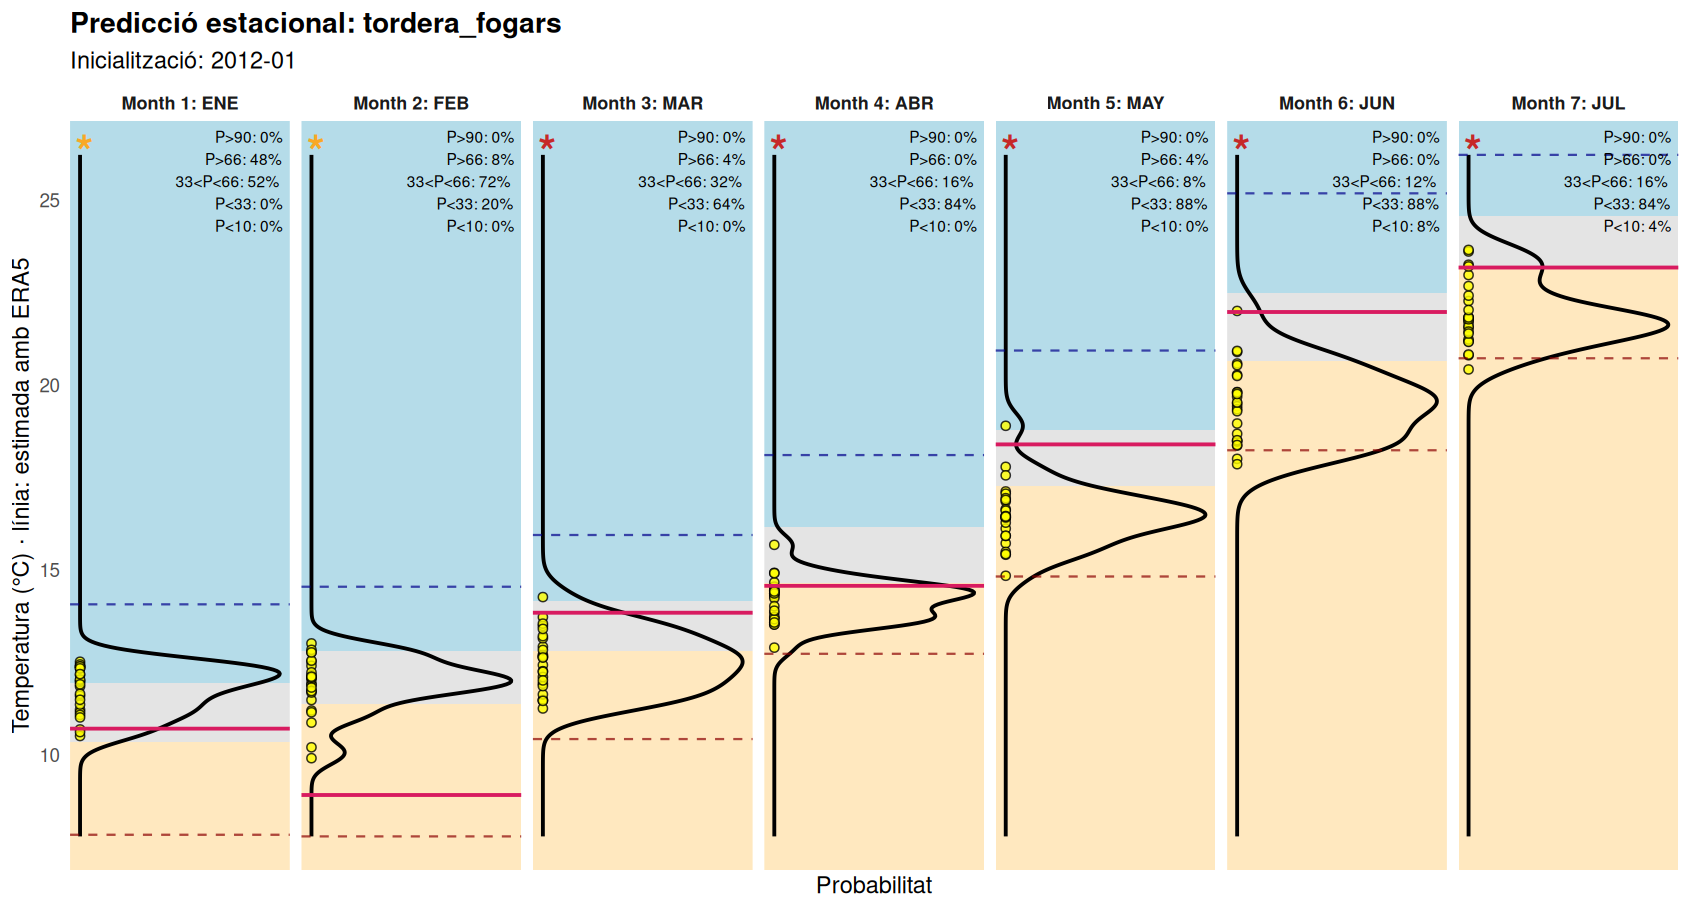 Predicció estacional: tordera_fogars
Inicialització: 2012-01
Month 1: ENE
Month 2: FEB
Month 3: MAR
Month 4: ABR
Month 5: MAY
Month 6: JUN
Month 7: JUL
*
P>90: 0%
P>66: 48%
33<P<66: 52%
P<33: 0%
P<10: 0%
*
P>90: 0%
P>66: 8%
33<P<66: 72%
P<33: 20%
P<10: 0%
*
P>90: 0%
P>66: 4%
33<P<66: 32%
P<33: 64%
P<10: 0%
*
P>90: 0%
P>66: 0%
33<P<66: 16%
P<33: 84%
P<10: 0%
*
P>90: 0%
P>66: 4%
33<P<66: 8%
P<33: 88%
P<10: 0%
*
P>90: 0%
P>66: 0%
33<P<66: 12%
P<33: 88%
P<10: 8%
*
P>90: 0%
P>66: 0%
33<P<66: 16%
P<33: 84%
P<10: 4%
25
20
15
10
Temperatura (°C) · línia: estimada amb ERA5
Probabilitat